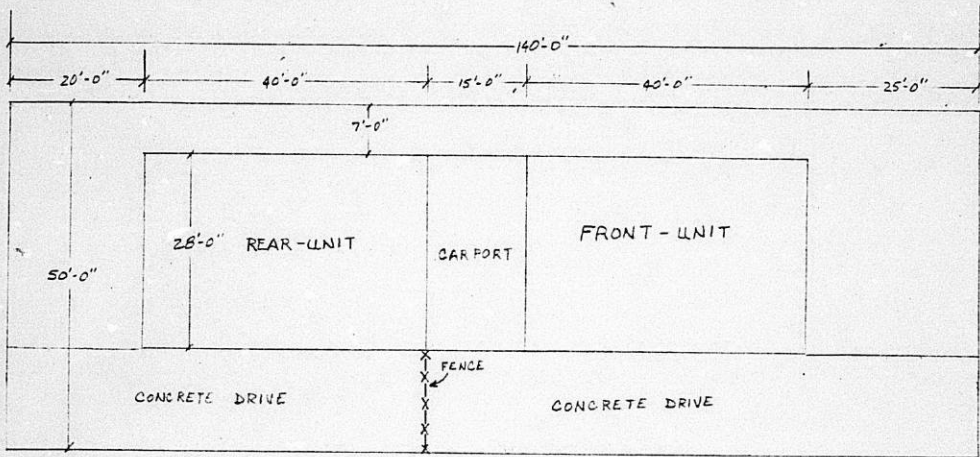 140'-0"
20'-0" 40'-0" 15'-0" 40'-0" 25'-0"
7'-0"
28'-0" REAR-UNIT CARPORT FRONT-UNIT
50'-0"
FENCE
CONCRETE DRIVE CONCRETE DRIVE